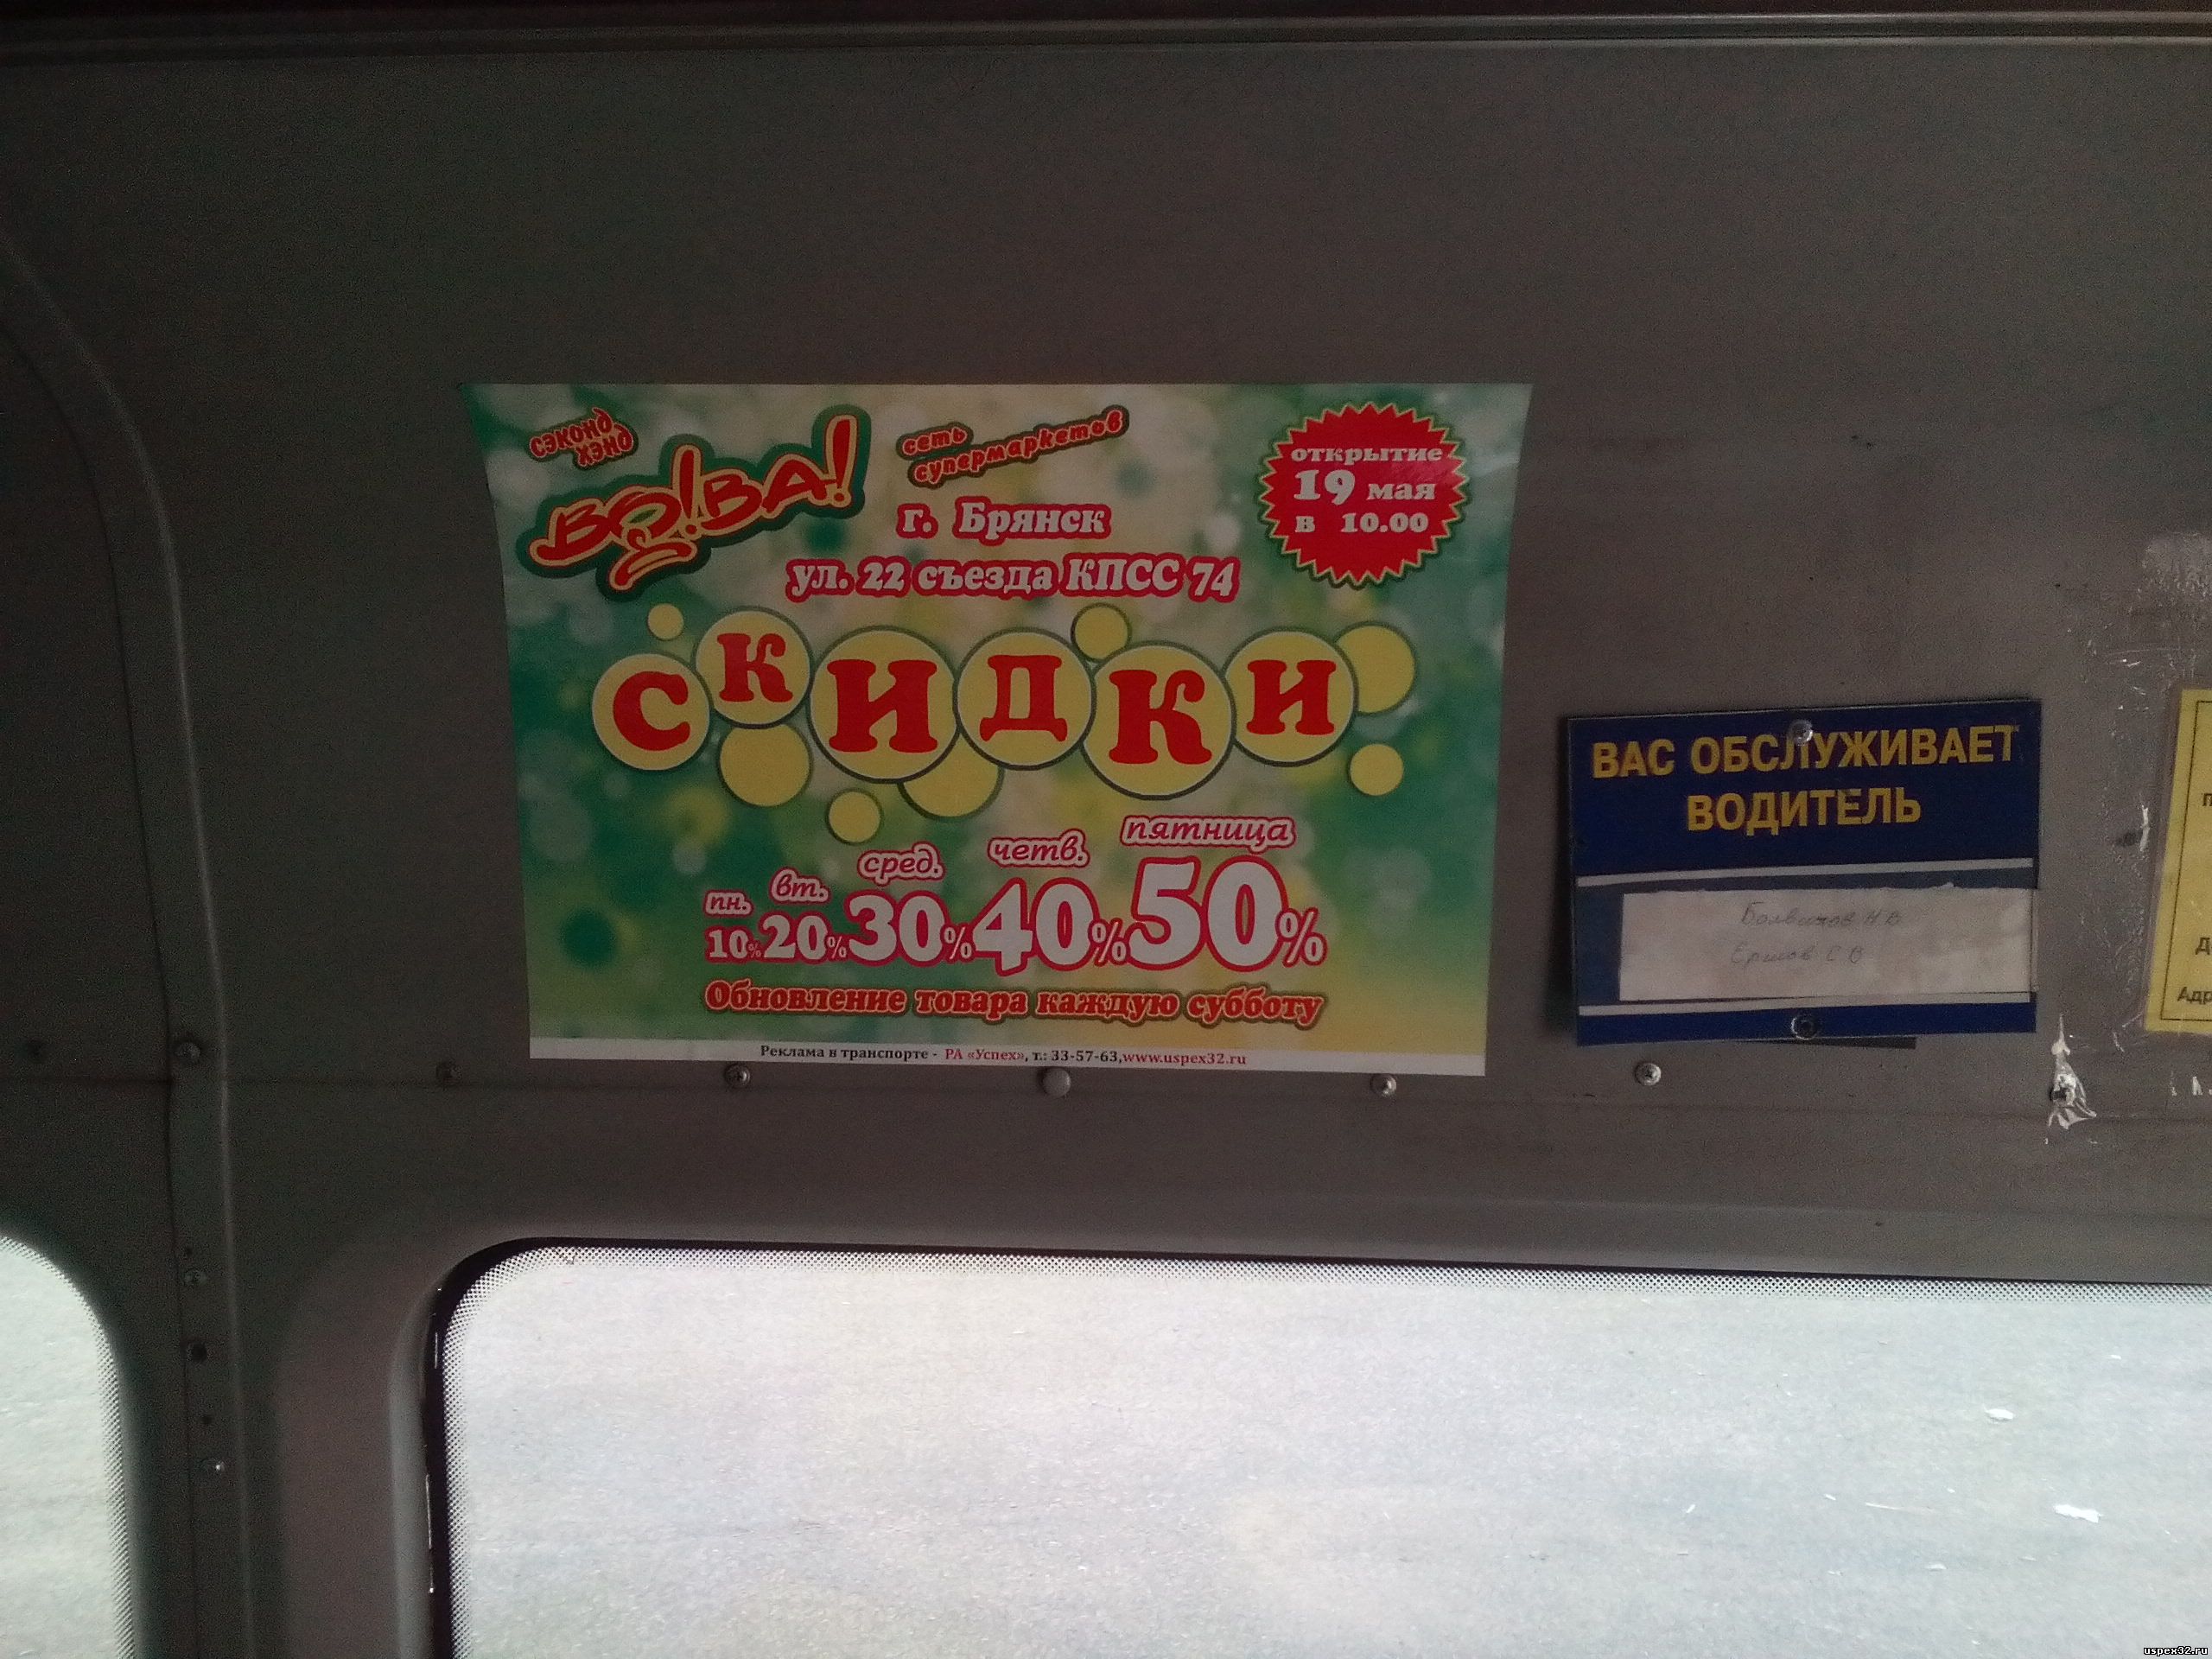 сэконд
хэнд
ВО!ВА!
сеть
супермаркетов
г. Брянск
ул. 22 съезда КПСС 74
открытие
19 мая
в 10.00
СКИДКИ
пн. вт. сред. четв. пятница
10% 20% 30% 40% 50%
Обновление товара каждую субботу
Реклама в транспорте - РА «Успех», т.: 33-57-63,www.uspex32.ru
ВАС ОБСЛУЖИВАЕТ
ВОДИТЕЛЬ
Ершов С В
uspex32.ru